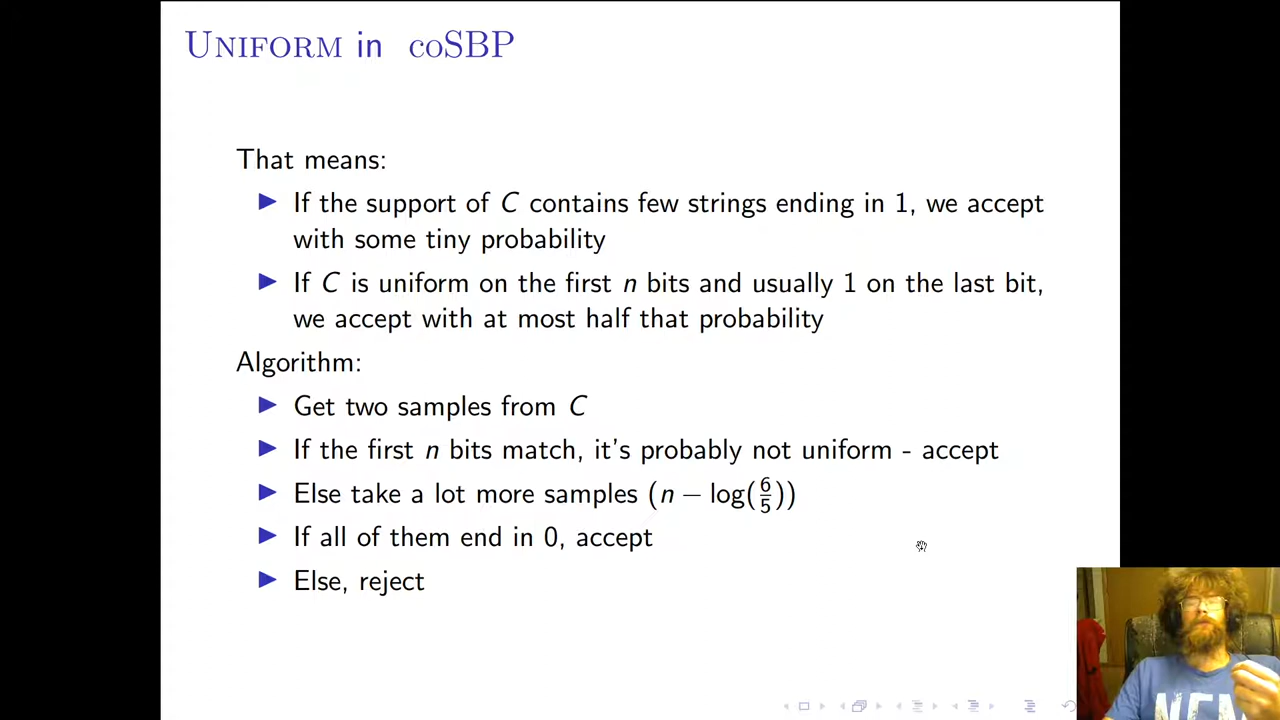 UNIFORM in coSBP
That means:
▶ If the support of C contains few strings ending in 1, we accept
with some tiny probability
▶ If C is uniform on the first n bits and usually 1 on the last bit,
we accept with at most half that probability
Algorithm:
▶ Get two samples from C
▶ If the first n bits match, it's probably not uniform - accept
▶ Else take a lot more samples (n − log(6/5))
▶ If all of them end in 0, accept
▶ Else, reject